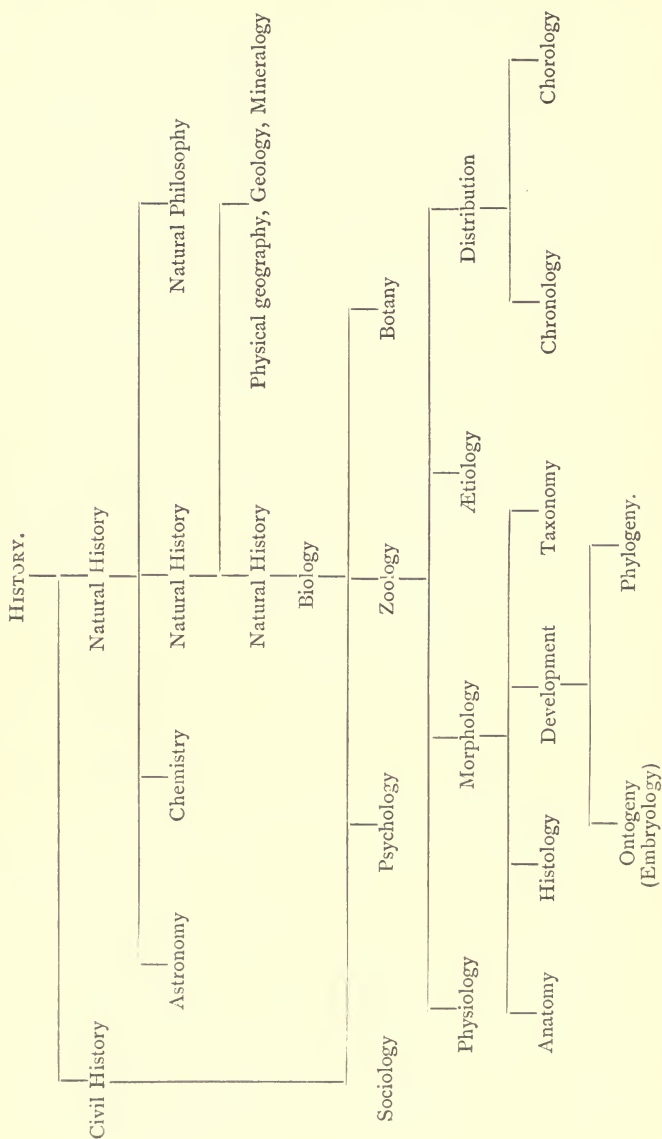 HISTORY.
Civil History
Natural History
Astronomy
Chemistry
Natural History
Natural Philosophy
Natural History
Physical geography, Geology, Mineralogy
Biology
Sociology
Psychology
Zoology
Botany
Physiology
Morphology
Ætiology
Distribution
Anatomy
Histology
Development
Taxonomy
Chronology
Chorology
Ontogeny
(Embryology)
Phylogeny.